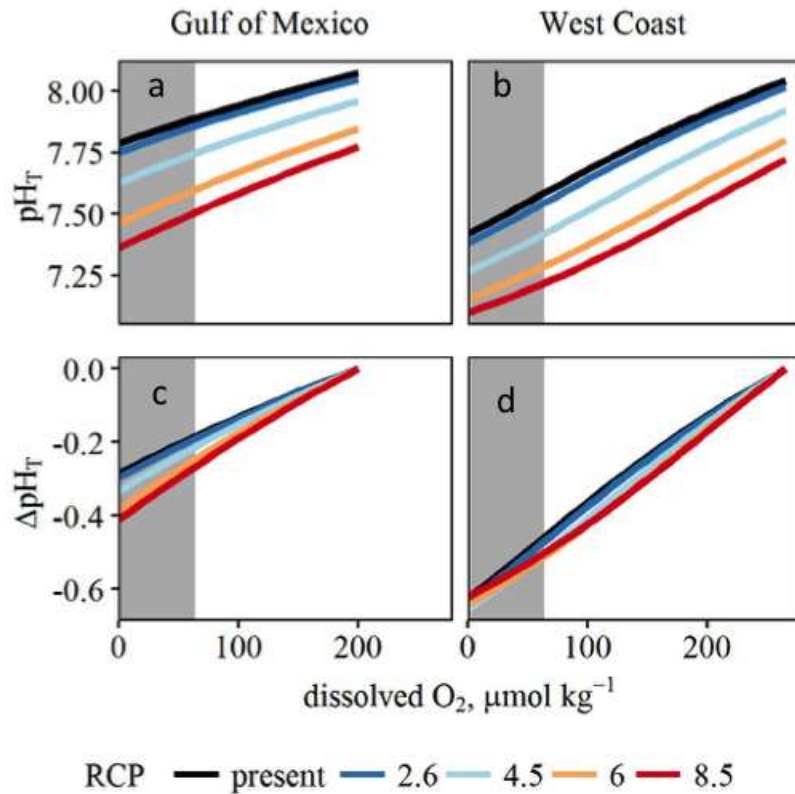 Gulf of Mexico West Coast
a b
8.00
7.75
7.50
7.25
pHT
c d
0.0
-0.2
-0.4
-0.6
ΔpHT
0 100 200 0 100 200
dissolved O2, μmol kg−1
RCP present 2.6 4.5 6 8.5